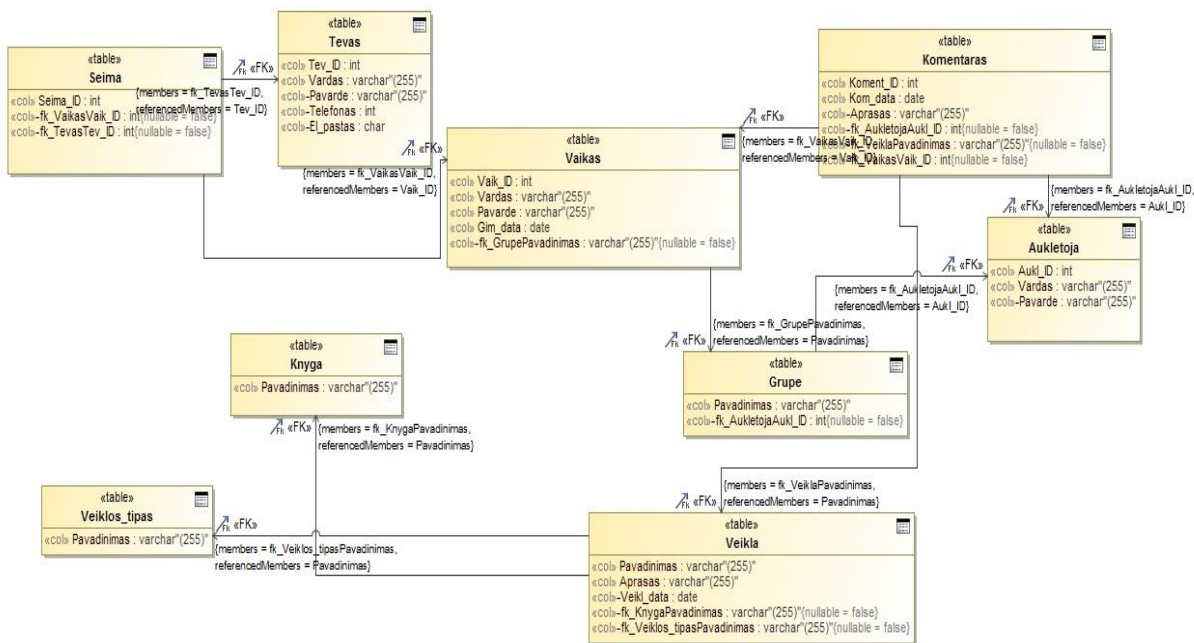 «table»
Seima
«col» Seima_ID : int
«col»-fk_VaikasVaik_ID : int{nullable = false}
«col»-fk_TevasTev_ID : int{nullable = false}
Fk «FK»
{members = fk_TevasTev_ID,
referencedMembers = Tev_ID}
«table»
Tevas
«col» Tev_ID : int
«col» Vardas : varchar"(255)"
«col»-Pavarde : varchar"(255)"
«col»-Telefonas : int
«col»-El_pastas : char
Fk «FK»
{members = fk_VaikasVaik_ID,
referencedMembers = Vaik_ID}
«table»
Vaikas
«col» Vaik_ID : int
«col» Vardas : varchar"(255)"
«col» Pavarde : varchar"(255)"
«col» Gim_data : date
«col»-fk_GrupePavadinimas : varchar"(255)"{nullable = false}
Fk «FK»
{members = fk_VaikasVaik_ID,
referencedMembers = Vaik_ID}
«table»
Komentaras
«col» Koment_ID : int
«col» Kom_data : date
«col»-Aprasas : varchar"(255)"
«col»-fk_AukletojaAukl_ID : int{nullable = false}
fk_VeiklaPavadinimas : varchar"(255)"{nullable = false}
fk_VaikasVaik_ID : int{nullable = false}
{members = fk_AukletojaAukl_ID,
Fk «FK» referencedMembers = Aukl_ID}
«table»
Aukletoja
«col» Aukl_ID : int
«col» Vardas : varchar"(255)"
«col»-Pavarde : varchar"(255)"
Fk «FK»
{members = fk_AukletojaAukl_ID,
referencedMembers = Aukl_ID}
{members = fk_GrupePavadinimas,
Fk «FK» referencedMembers = Pavadinimas}
«table»
Grupe
«col» Pavadinimas : varchar"(255)"
«col»-fk_AukletojaAukl_ID : int{nullable = false}
«table»
Knyga
«col» Pavadinimas : varchar"(255)"
Fk «FK» {members = fk_KnygaPavadinimas,
referencedMembers = Pavadinimas}
«table»
Veiklos_tipas
«col» Pavadinimas : varchar"(255)"
Fk «FK»
{members = fk_Veiklos_tipasPavadinimas,
referencedMembers = Pavadinimas}
{members = fk_VeiklaPavadinimas,
Fk «FK» referencedMembers = Pavadinimas}
«table»
Veikla
«col» Pavadinimas : varchar"(255)"
«col» Aprasas : varchar"(255)"
«col»-Veikl_data : date
«col»-fk_KnygaPavadinimas : varchar"(255)"{nullable = false}
«col»-fk_Veiklos_tipasPavadinimas : varchar"(255)"{nullable = false}